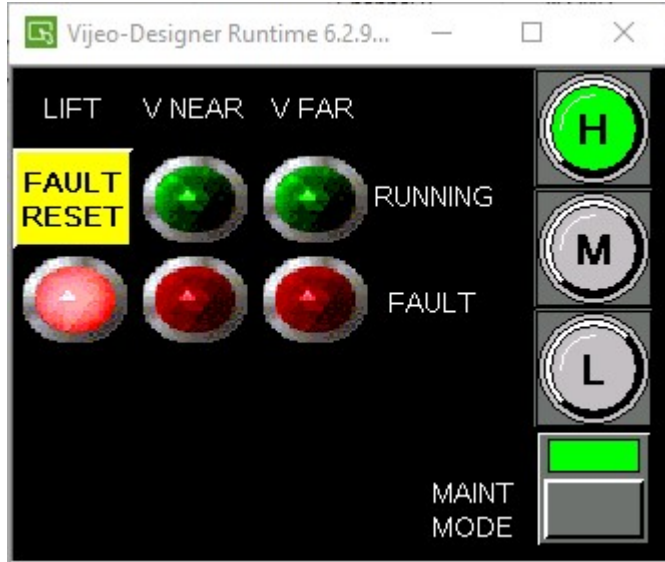 Vijeo-Designer Runtime 6.2.9...
LIFT V NEAR V FAR
H
FAULT
RESET
RUNNING
M
FAULT
L
MAINT
MODE